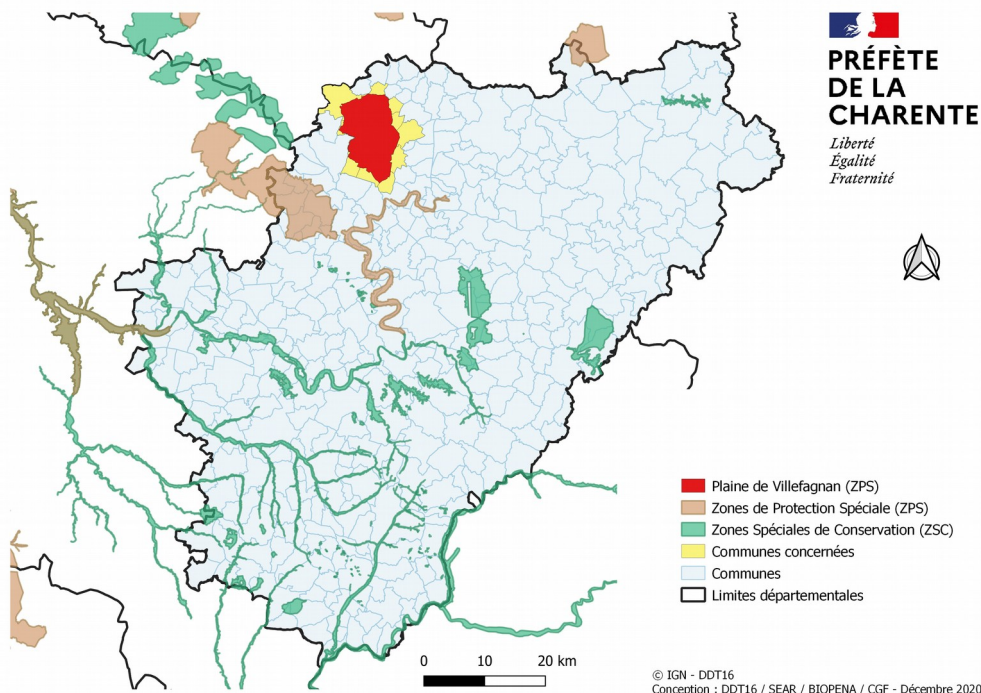 PRÉFÈTE
DE LA
CHARENTE
Liberté
Égalité
Fraternité
Plaine de Villefagnan (ZPS)
Zones de Protection Spéciale (ZPS)
Zones Spéciales de Conservation (ZSC)
Communes concernées
Communes
Limites départementales
0 10 20 km
© IGN - DDT16
Conception : DDT16 / SEAR / BIOPENA / CGF - Décembre 2020